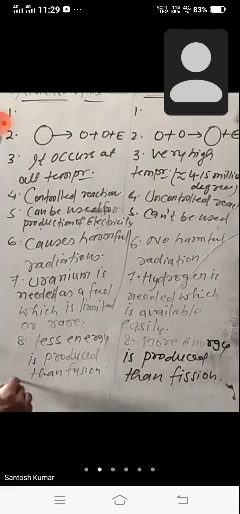 11:29
83%
1.
2. O→O+O+E
3. It occurs at
all tempr.
4. Controlled reaction
5. Can be used for
production of Electricity
6. Causes harmful
radiation.
7. Uranium is
needed as a fuel
which is limited
or rare.
8. less energy
is produced
than fusion.
1.
2. O+O→O+E
3. Very high
tempr (≈ 4-15 million
degree)
4. Uncontrolled reac
5. Can't be used
6. No harmful
radiation.
7. Hydrogen is
needed which
is available
easily.
8. more energy
is produced
than fission.
Santosh Kumar